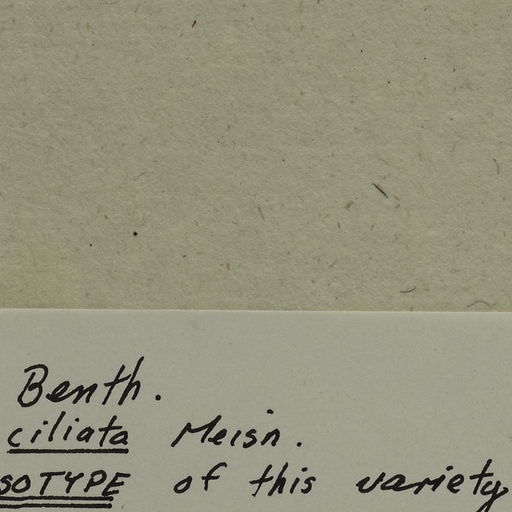 Benth.
ciliata Meisn.
SOTYPE of this variety